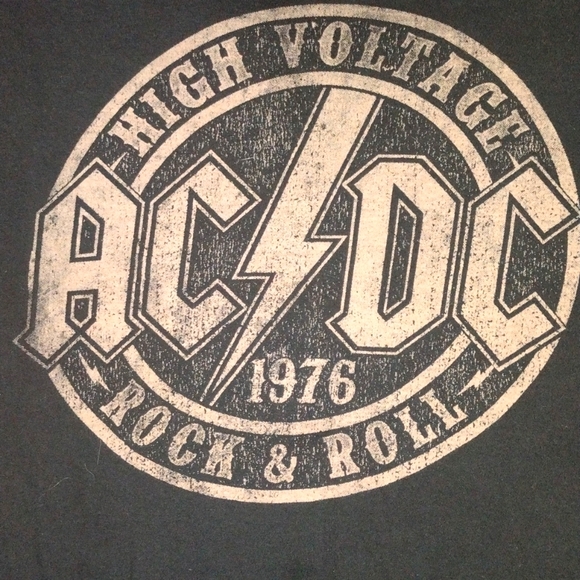 HIGH VOLTAGE
AC/DC
1976
ROCK & ROLL